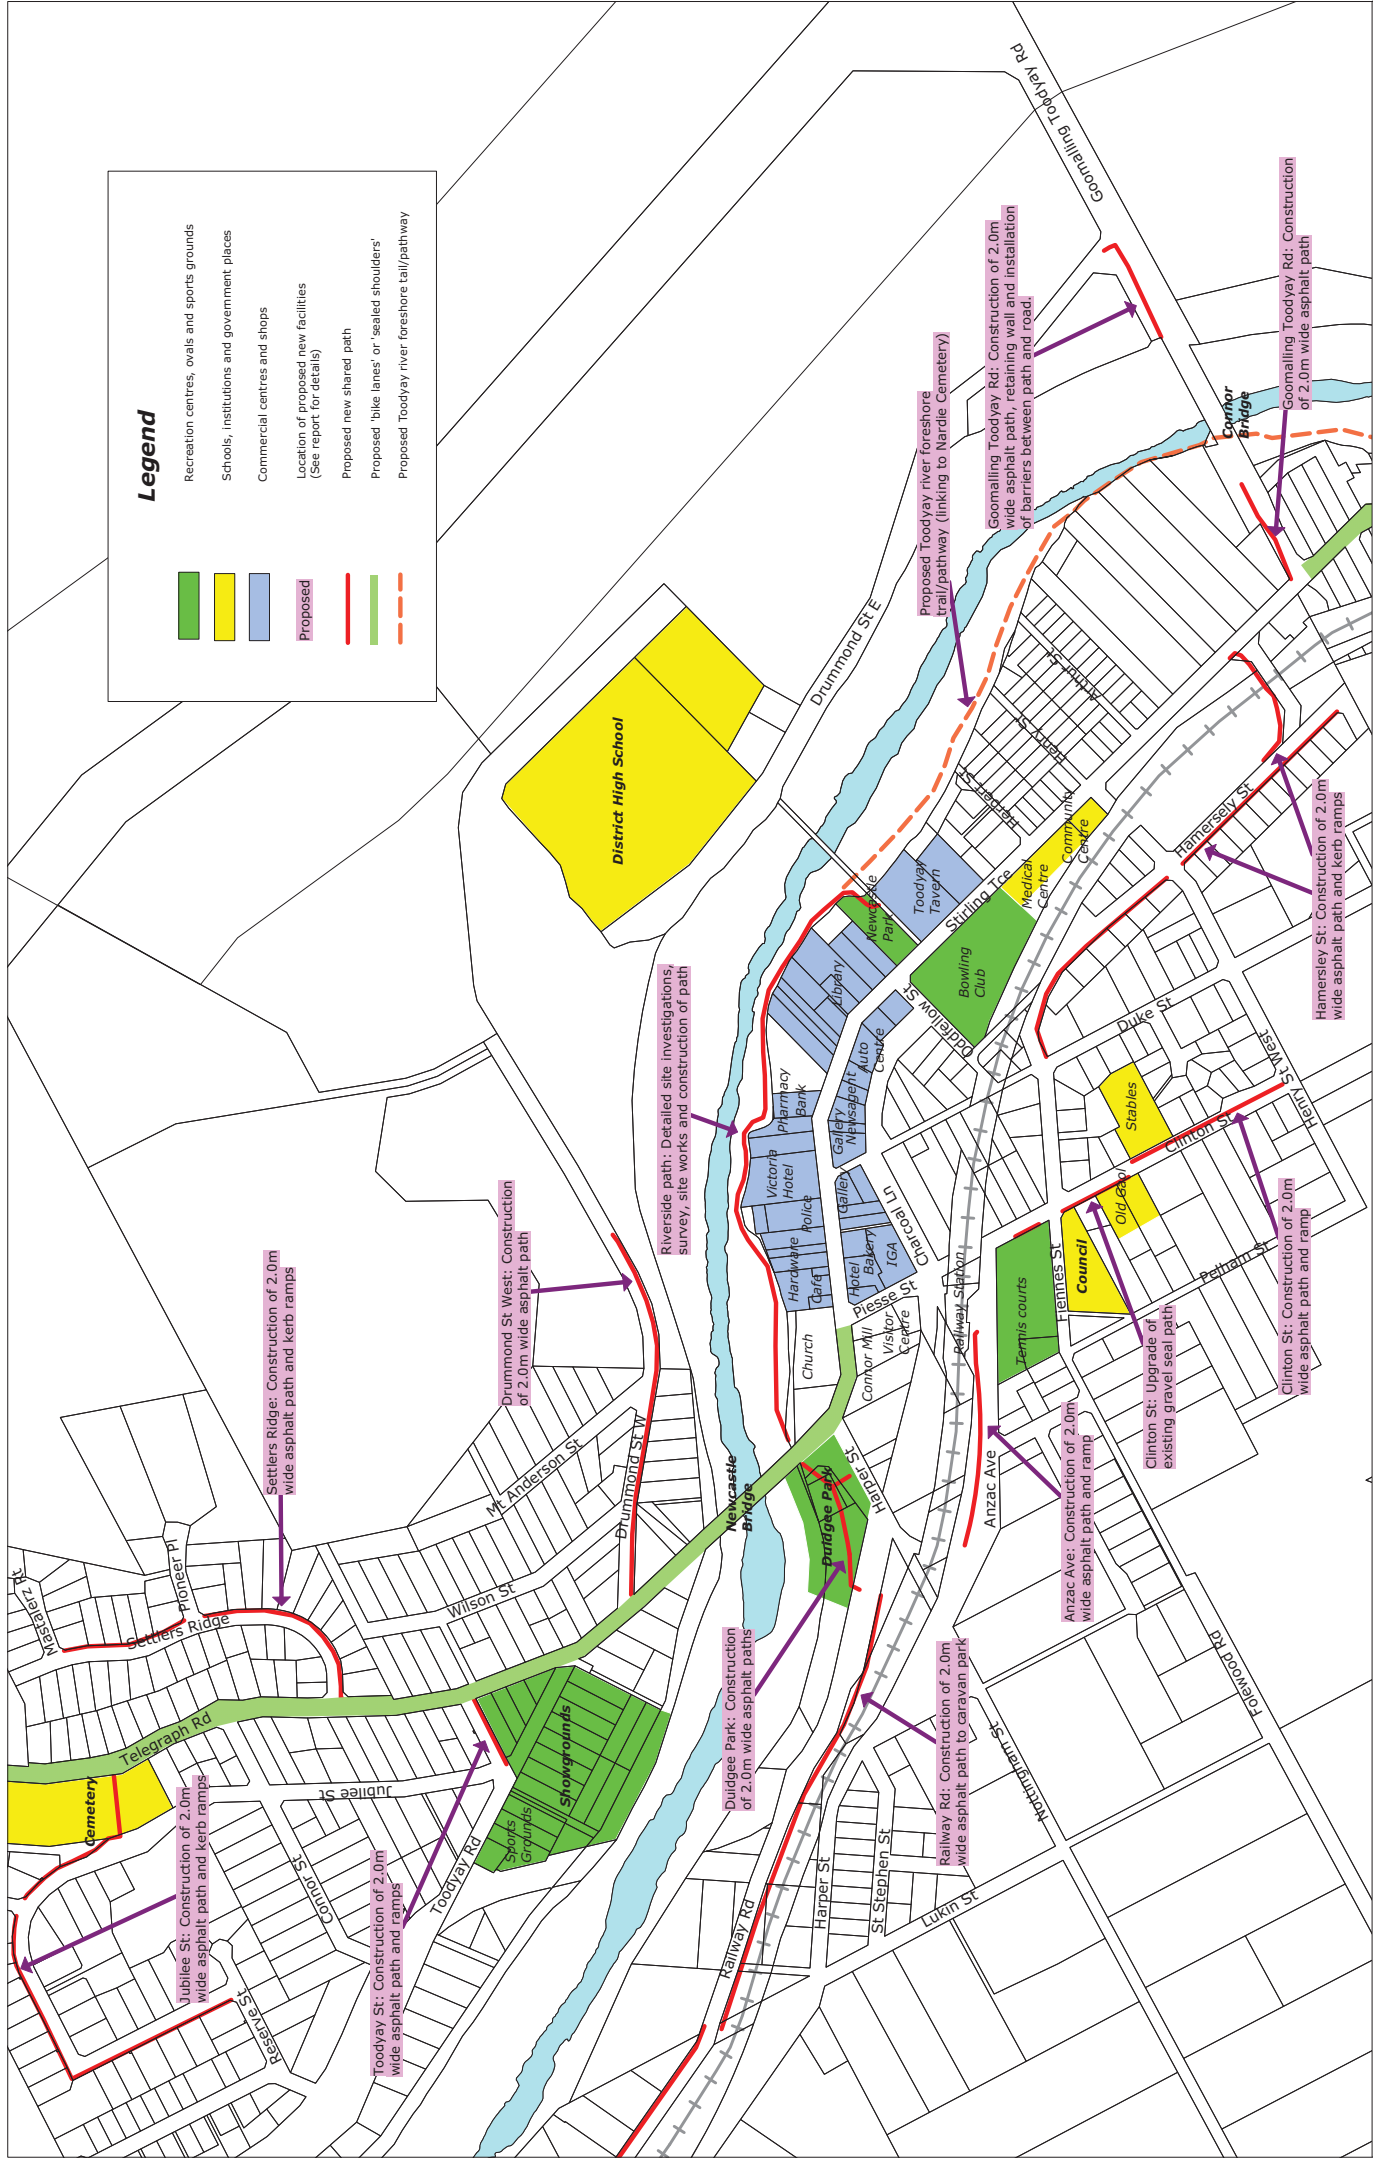 Legend
Recreation centres, ovals and sports grounds
Schools, institutions and government places
Commercial centres and shops
Proposed
Location of proposed new facilities
(See report for details)
Proposed new shared path
Proposed 'bike lanes' or 'sealed shoulders'
Proposed Toodyay river foreshore tail/pathway
Jubilee St: Construction of 2.0m
wide asphalt path and kerb ramps
Settlers Ridge: Construction of 2.0m
wide asphalt path and kerb ramps
Toodyay St: Construction of 2.0m
wide asphalt path and ramps
Drummond St West: Construction
of 2.0m wide asphalt path
Riverside path: Detailed site investigations,
survey, site works and construction of path
Duidgee Park: Construction
of 2.0m wide asphalt paths
Proposed Toodyay river foreshore
trail/pathway (linking to Nardie Cemetery)
Goomalling Toodyay Rd: Construction of 2.0m
wide asphalt path, retaining wall and installation
of barriers between path and road.
Railway Rd: Construction of 2.0m
wide asphalt path to caravan park
Anzac Ave: Construction of 2.0m
wide asphalt path and ramp
Clinton St: Upgrade of
existing gravel seal path
Clinton St: Construction of 2.0m
wide asphalt path and ramp
Hamersley St: Construction of 2.0m
wide asphalt path and kerb ramps
Goomalling Toodyay Rd: Construction
of 2.0m wide asphalt path
Mastaterz Rt
Pioneer Pl
Settlers Ridge
Telegraph Rd
Cemetery
Jubilee St
Connor St
Reserve St
Toodyay Rd
Sports
Grounds
Showgrounds
Wilson St
Mt Anderson St
Drummond St W
District High School
Drummond St E
Goomalling Toodyay Rd
Newcastle
Bridge
Duidgee Park
Harper St
Church
Connor Mill
Visitor
Centre
Piesse St
Hardware
Cafe
Hotel
Bakery
IGA
Police
Victoria
Hotel
Gallery
Charcoal Ln
Pharmacy
Bank
Gallery
Newsagent
Auto
Centre
Library
Oddfellow St
Newcastle
Park
Toodyay
Tavern
Stirling Tce
Bowling
Club
Medical
Centre
Community
Centre
Herbert St
Henry St
Arthur St
Connor
Bridge
Railway Station
Railway Rd
Harper St
St Stephen St
Lukin St
Nottingham St
Folewood Rd
Anzac Ave
Tennis courts
Fiennes St
Council
Old Gaol
Pelham St
Clinton St
Stables
Duke St
Henry St West
Hamersely St